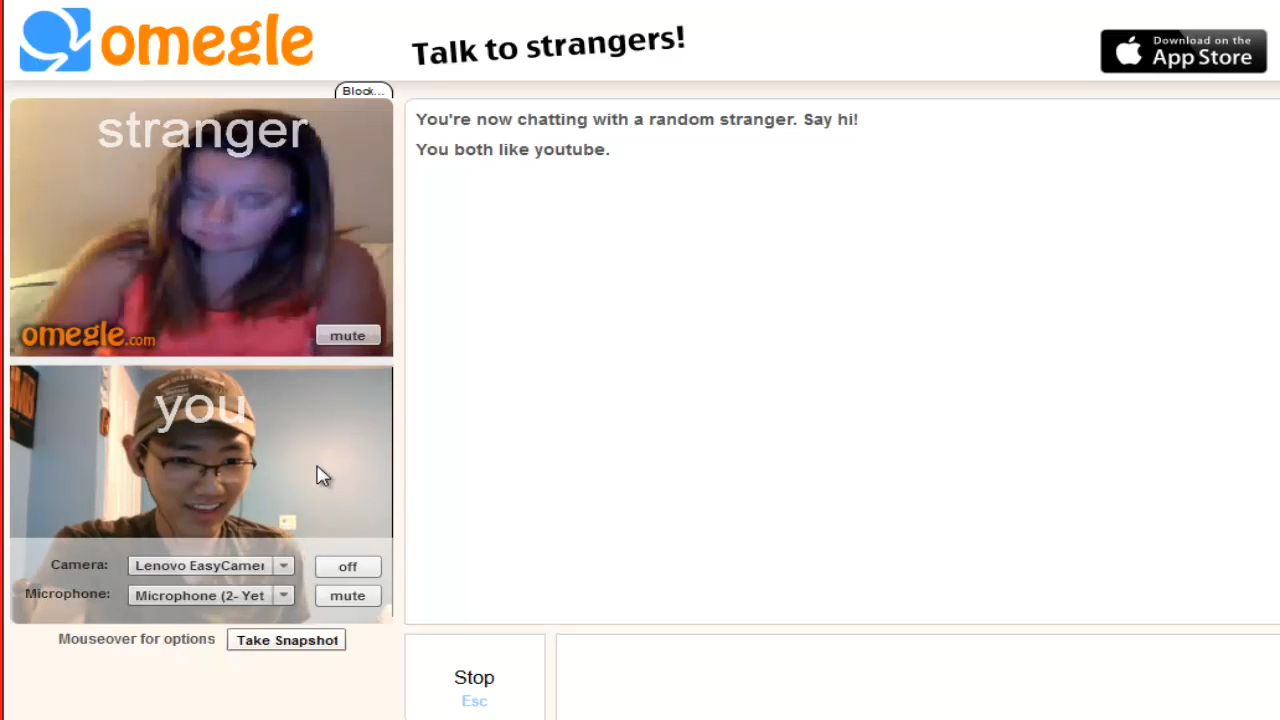 omegle
Talk to strangers!
Download on the
App Store
Block...
stranger
omegle.com
mute
You're now chatting with a random stranger. Say hi!
You both like youtube.
you
Camera:
Lenovo EasyCamer
off
Microphone:
Microphone (2- Yet
mute
Mouseover for options
Take Snapshot
Stop
Esc